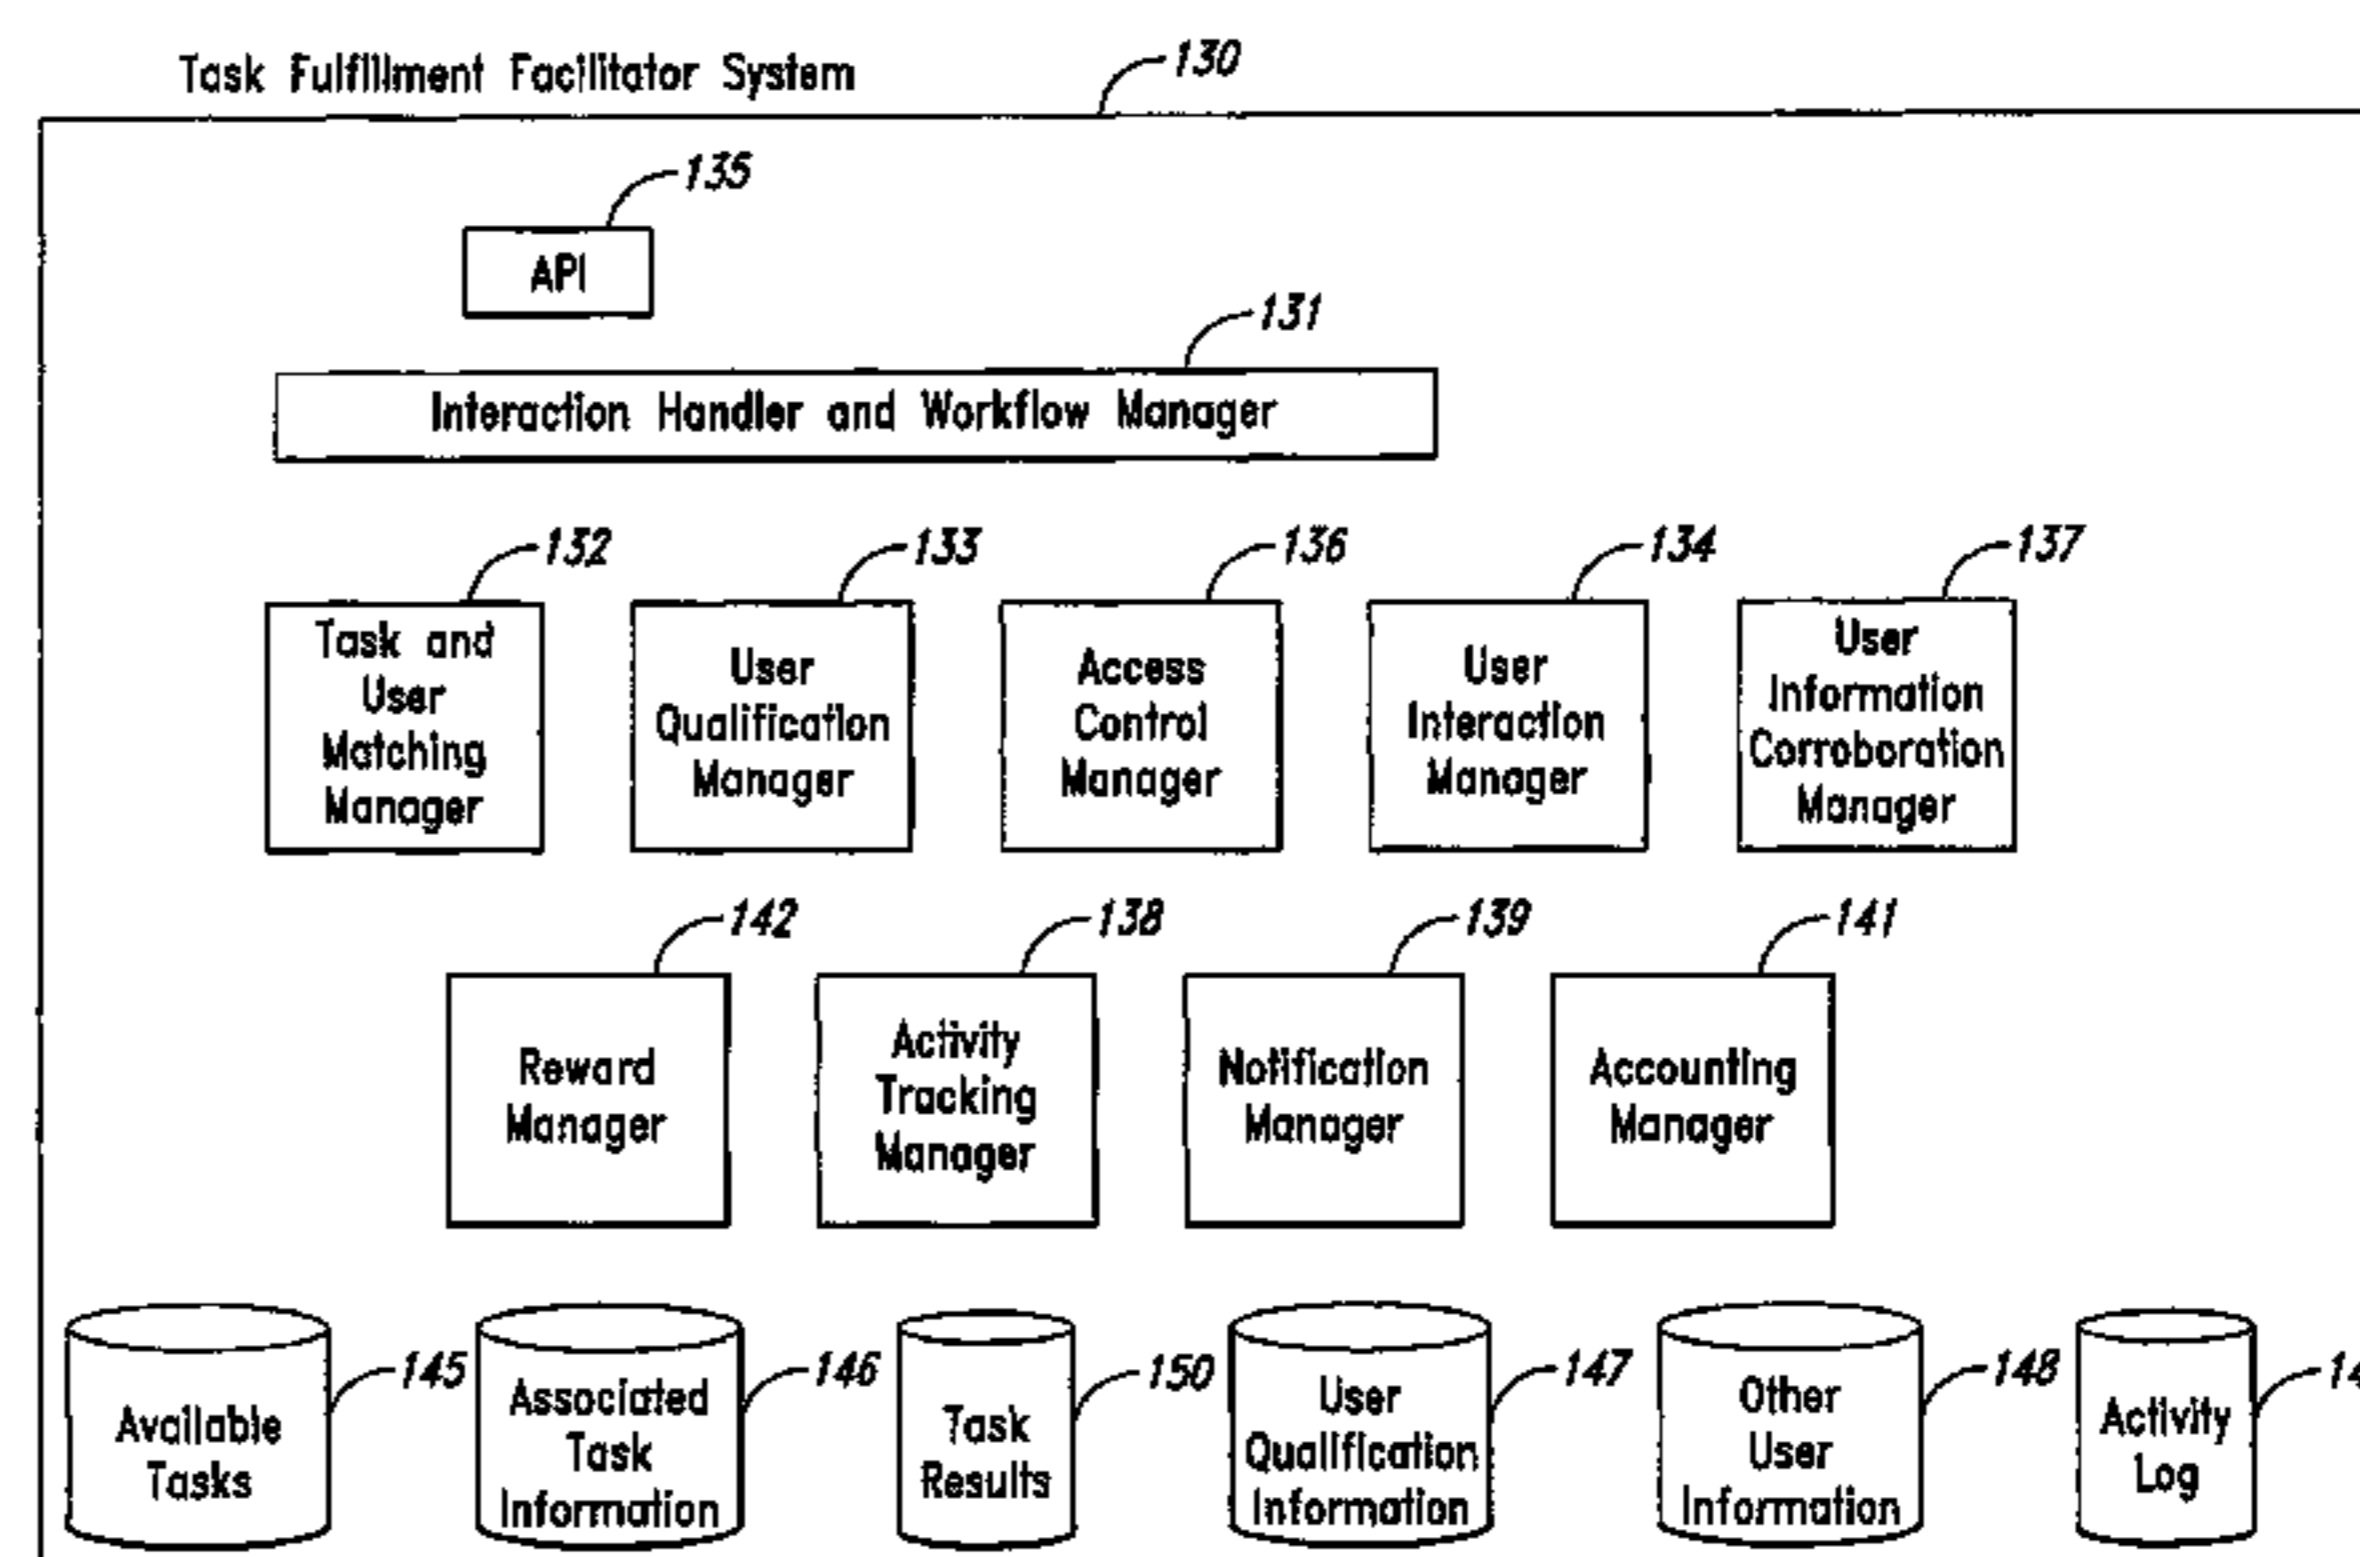 Task Fulfillment Facilitator System
130
135
API
131
Interaction Handler and Workflow Manager
132
133
136
134
137
Task and
User
Matching
Manager
User
Qualification
Manager
Access
Control
Manager
User
Interaction
Manager
User
Information
Corroboration
Manager
142
138
139
141
Reward
Manager
Activity
Tracking
Manager
Notification
Manager
Accounting
Manager
145
146
150
147
148
Available
Tasks
Associated
Task
Information
Task
Results
User
Qualification
Information
Other
User
Information
Activity
Log